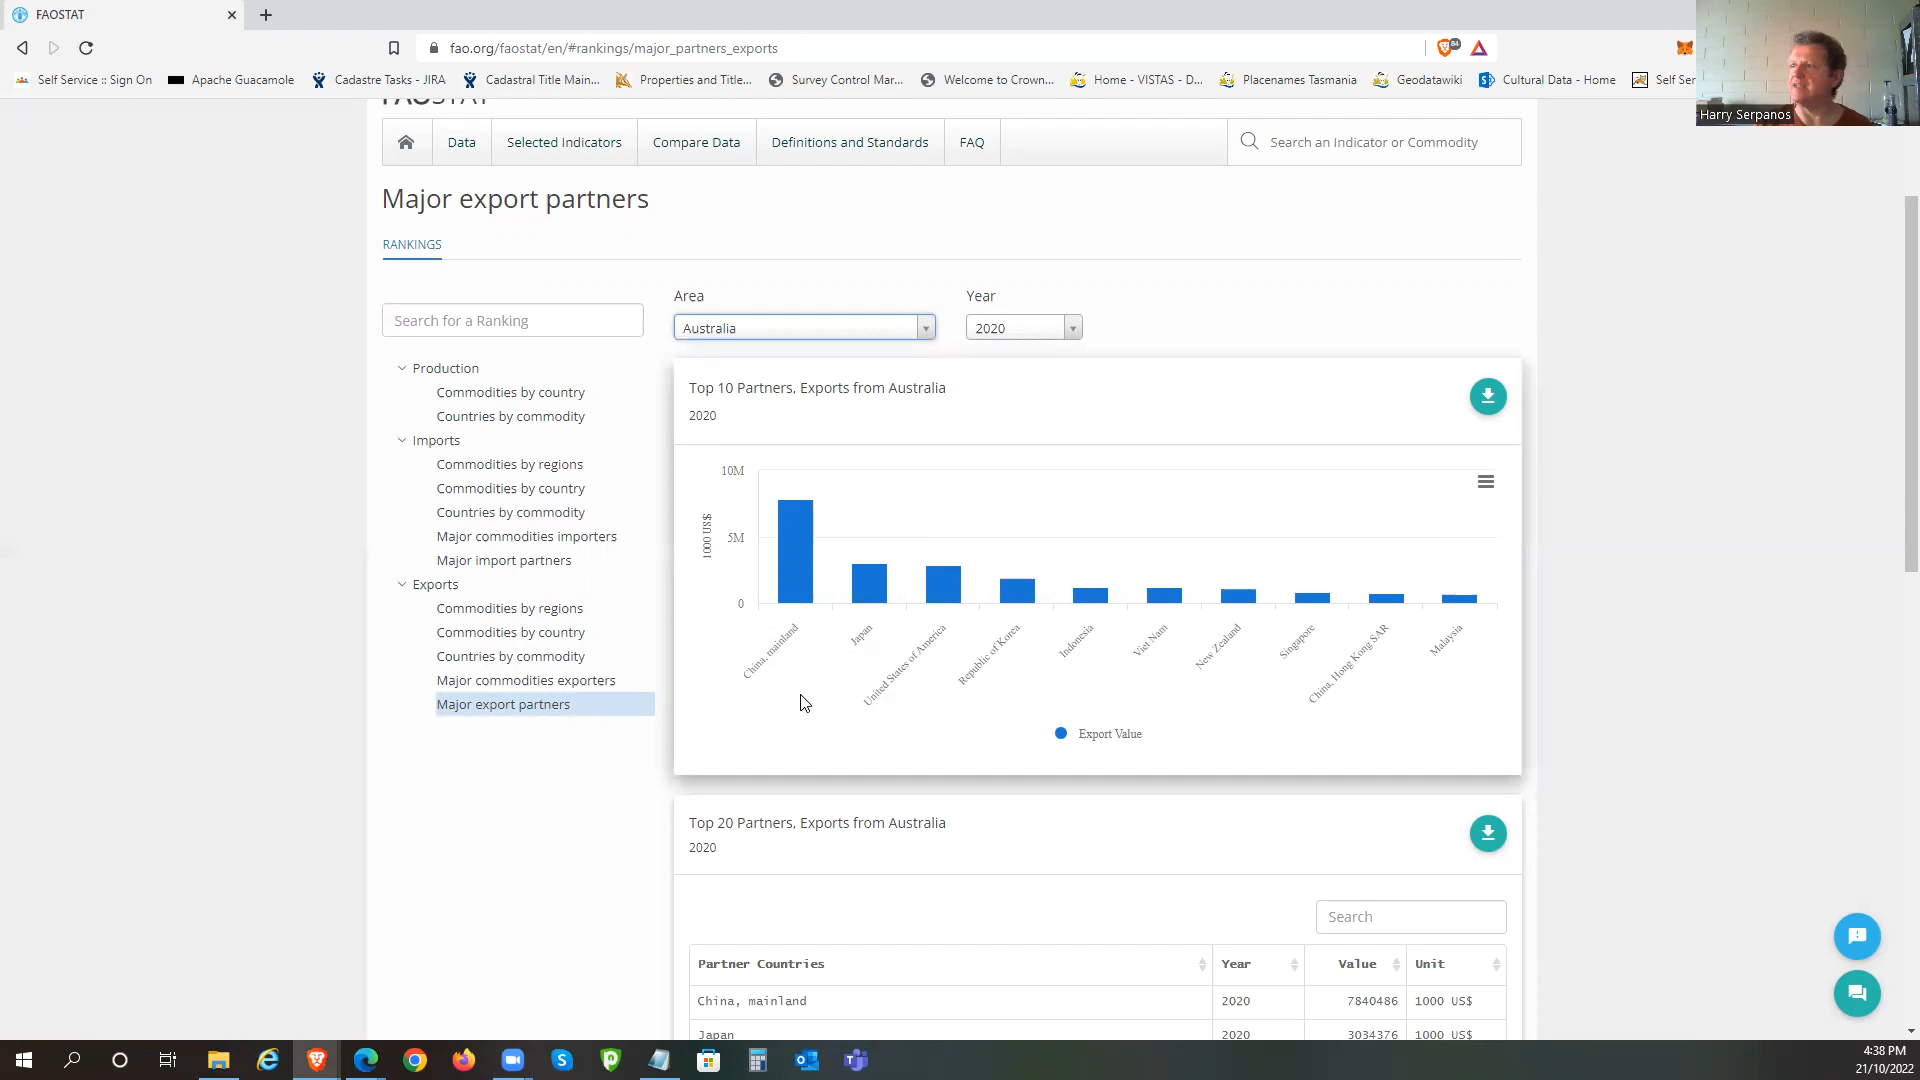 FAOSTAT
fao.org/faostat/en/#rankings/major_partners_exports
84
Self Service :: Sign On
Apache Guacamole
Cadastre Tasks - JIRA
Cadastral Title Main...
Properties and Title...
Survey Control Mar...
Welcome to Crown...
Home - VISTAS - D...
Placenames Tasmania
Geodatawiki
Cultural Data - Home
Self Ser
Harry Serpanos
FAOSTAT
Data
Selected Indicators
Compare Data
Definitions and Standards
FAQ
Search an Indicator or Commodity
Major export partners
RANKINGS
Search for a Ranking
Production
Commodities by country
Countries by commodity
Imports
Commodities by regions
Commodities by country
Countries by commodity
Major commodities importers
Major import partners
Exports
Commodities by regions
Commodities by country
Countries by commodity
Major commodities exporters
Major export partners
Area
Year
Australia
2020
Top 10 Partners, Exports from Australia
2020
10M
5M
0
1000 US$
China, mainland
Japan
United States of America
Republic of Korea
Indonesia
Viet Nam
New Zealand
Singapore
China, Hong Kong SAR
Malaysia
Export Value
Top 20 Partners, Exports from Australia
2020
Search
Partner Countries Year Value Unit
China, mainland 2020 7840486 1000 US$
Japan 2020 3034376 1000 US$
4:38 PM
21/10/2022